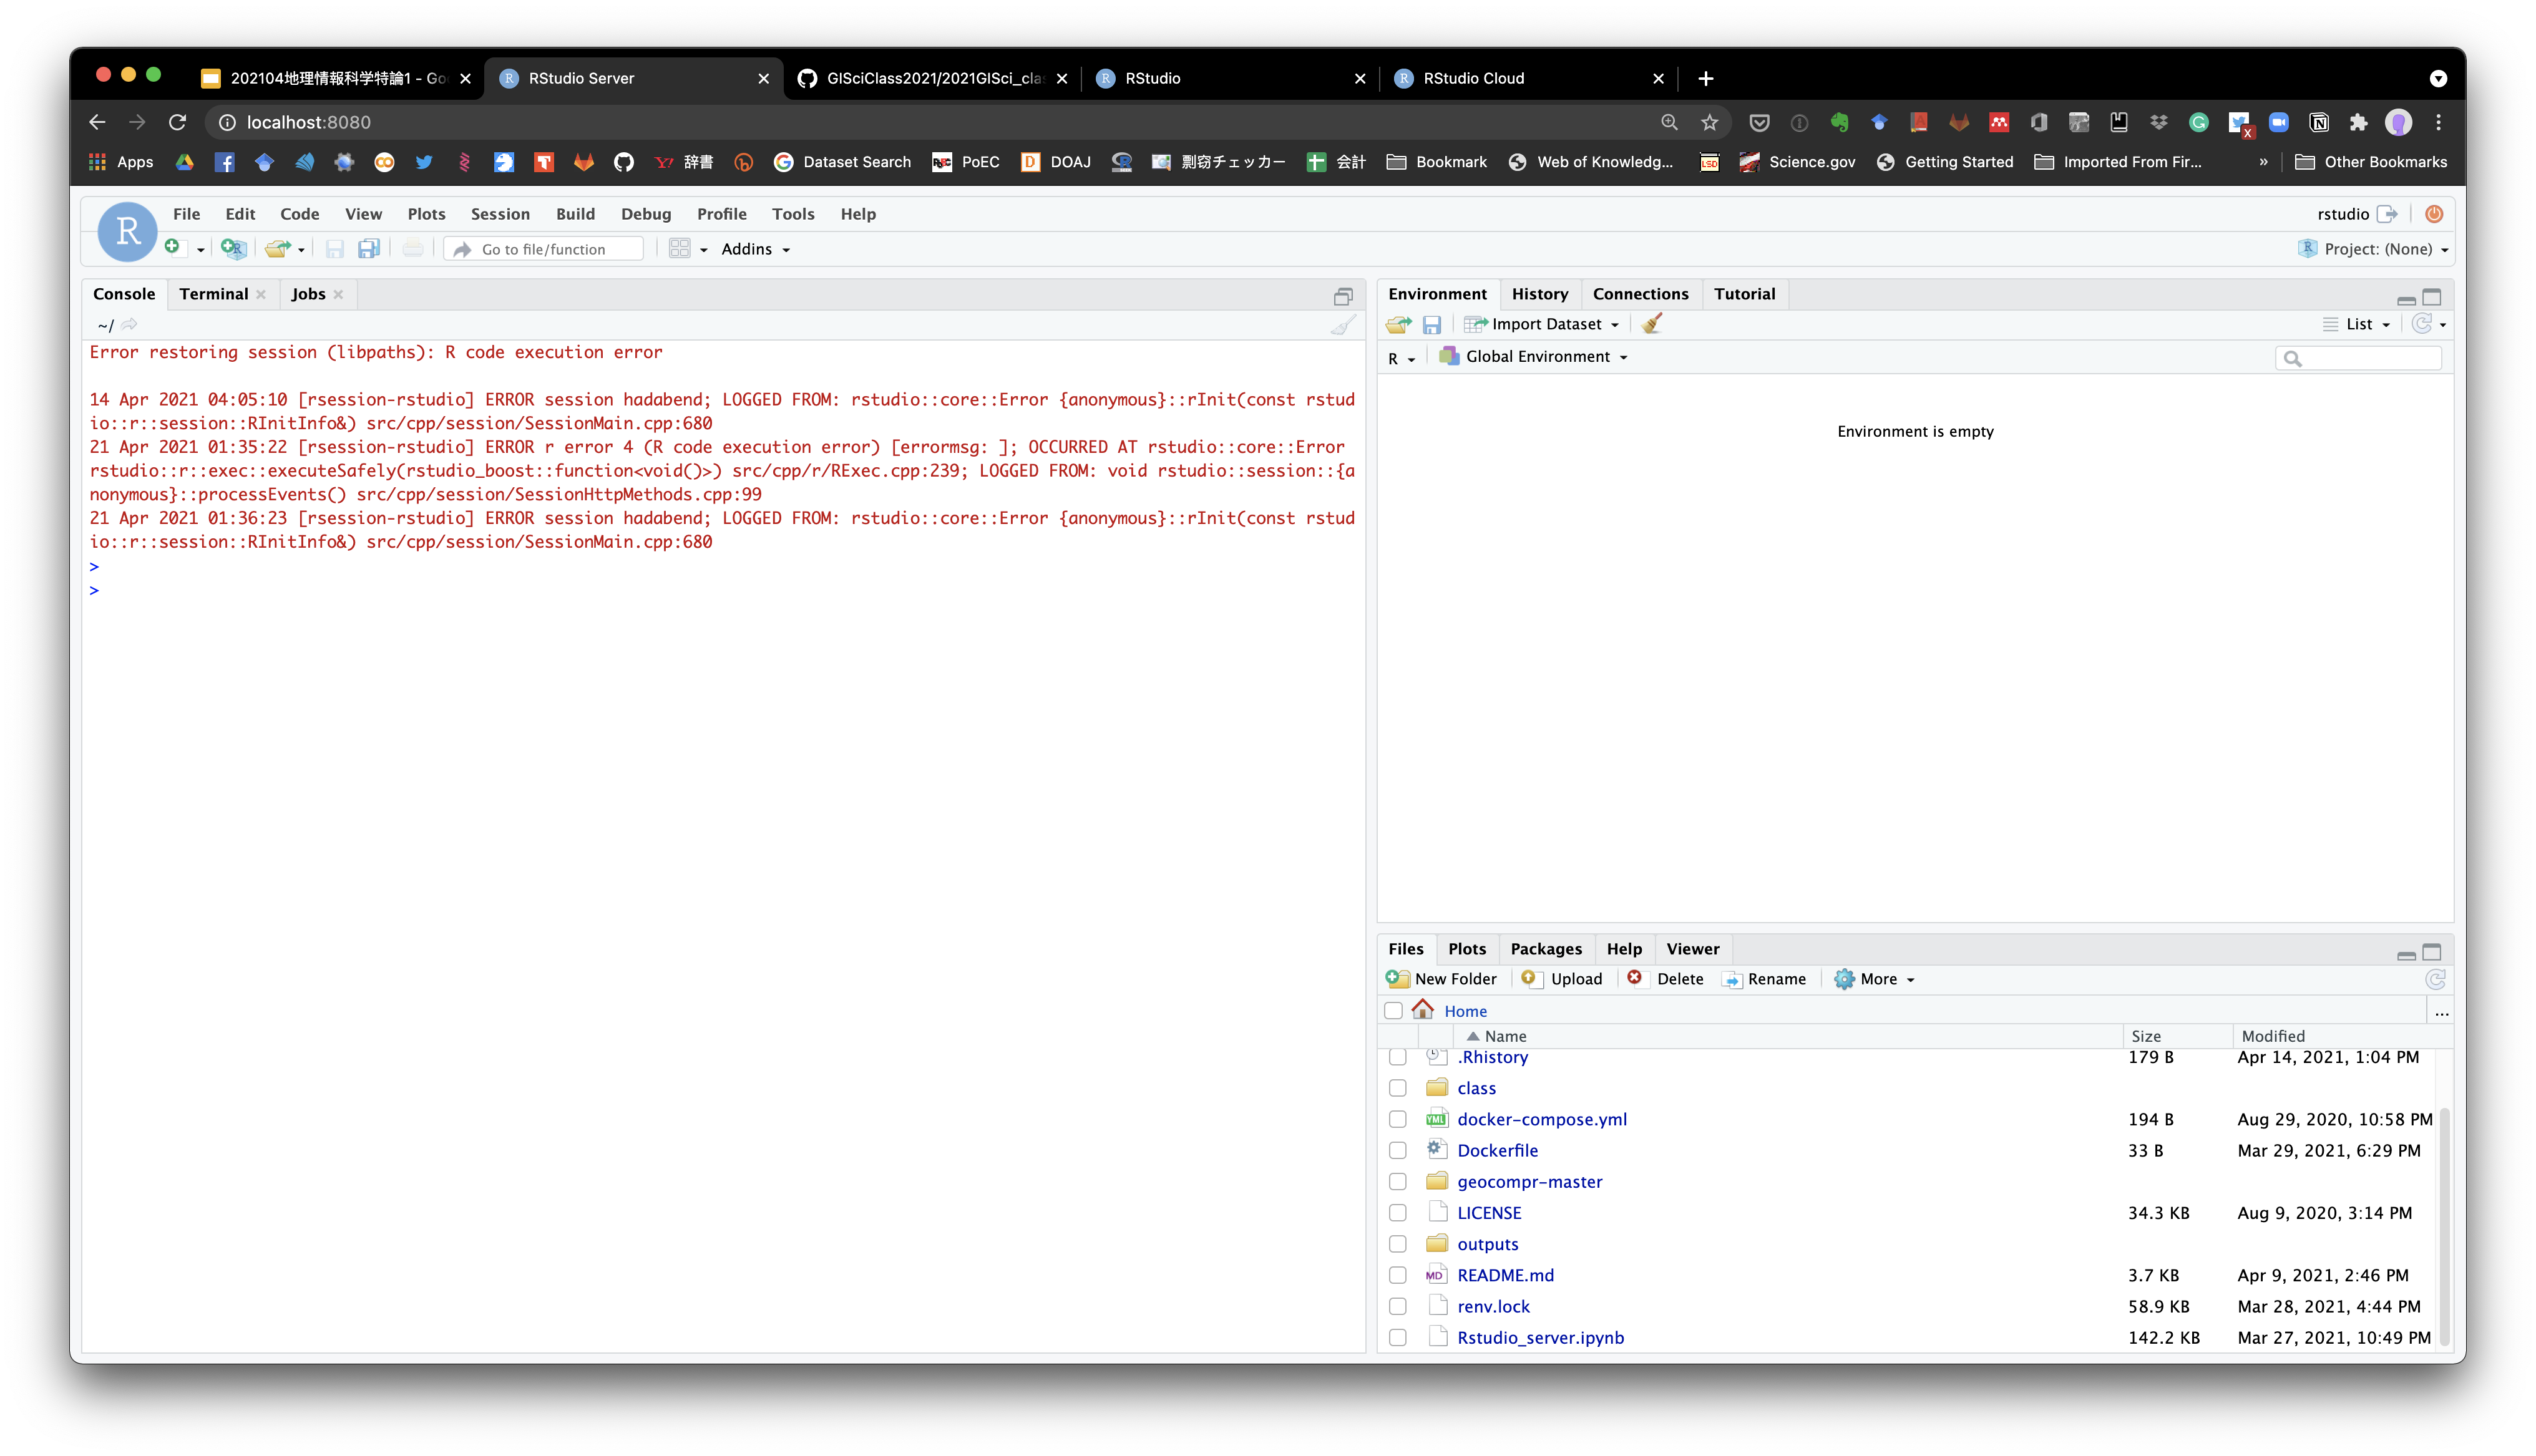 202104地理情報科学特論1 - Go
RStudio Server
GISciClass2021/2021GISci_cla
RStudio
RStudio Cloud
localhost:8080
Apps
辞書
Dataset Search
PoEC
DOAJ
剽窃チェッカー
会計
Bookmark
Web of Knowledg...
Science.gov
Getting Started
Imported From Fir...
»
Other Bookmarks
File Edit Code View Plots Session Build Debug Profile Tools Help
rstudio
Go to file/function
Addins
Project: (None)
Console Terminal Jobs
~/
Error restoring session (libpaths): R code execution error
14 Apr 2021 04:05:10 [rsession-rstudio] ERROR session hadabend; LOGGED FROM: rstudio::core::Error {anonymous}::rInit(const rstud
io::r::session::RInitInfo&) src/cpp/session/SessionMain.cpp:680
21 Apr 2021 01:35:22 [rsession-rstudio] ERROR r error 4 (R code execution error) [errormsg: ]; OCCURRED AT rstudio::core::Error
rstudio::r::exec::executeSafely(rstudio_boost::function<void()>) src/cpp/r/RExec.cpp:239; LOGGED FROM: void rstudio::session::{a
nonymous}::processEvents() src/cpp/session/SessionHttpMethods.cpp:99
21 Apr 2021 01:36:23 [rsession-rstudio] ERROR session hadabend; LOGGED FROM: rstudio::core::Error {anonymous}::rInit(const rstud
io::r::session::RInitInfo&) src/cpp/session/SessionMain.cpp:680
>
>
Environment History Connections Tutorial
Import Dataset
List
R
Global Environment
Environment is empty
Files Plots Packages Help Viewer
New Folder Upload Delete Rename More
Home
...
Name Size Modified
.Rhistory 179 B Apr 14, 2021, 1:04 PM
class
docker-compose.yml 194 B Aug 29, 2020, 10:58 PM
Dockerfile 33 B Mar 29, 2021, 6:29 PM
geocompr-master
LICENSE 34.3 KB Aug 9, 2020, 3:14 PM
outputs
README.md 3.7 KB Apr 9, 2021, 2:46 PM
renv.lock 58.9 KB Mar 28, 2021, 4:44 PM
Rstudio_server.ipynb 142.2 KB Mar 27, 2021, 10:49 PM